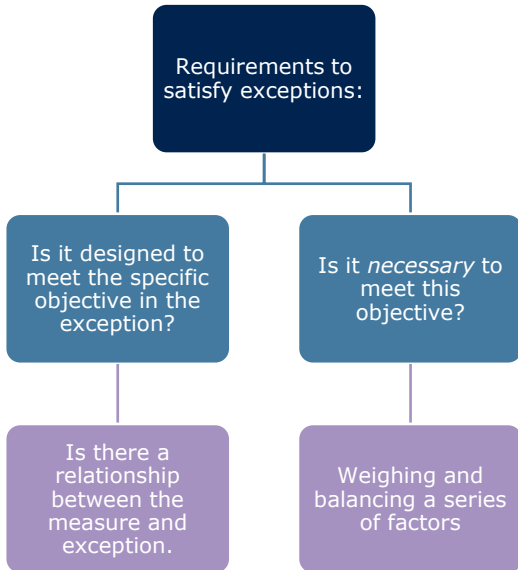 Requirements to
satisfy exceptions:
Is it designed to
meet the specific
objective in the
exception?
Is it necessary to
meet this
objective?
Is there a
relationship
between the
measure and
exception.
Weighing and
balancing a series
of factors